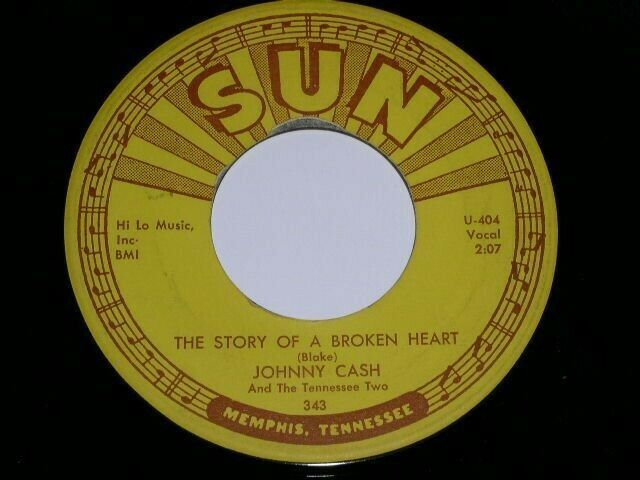 SUN
Hi Lo Music,
Inc.
BMI
U-404
Vocal
2:07
THE STORY OF A BROKEN HEART
(Blake)
JOHNNY CASH
And The Tennessee Two
343
MEMPHIS, TENNESSEE